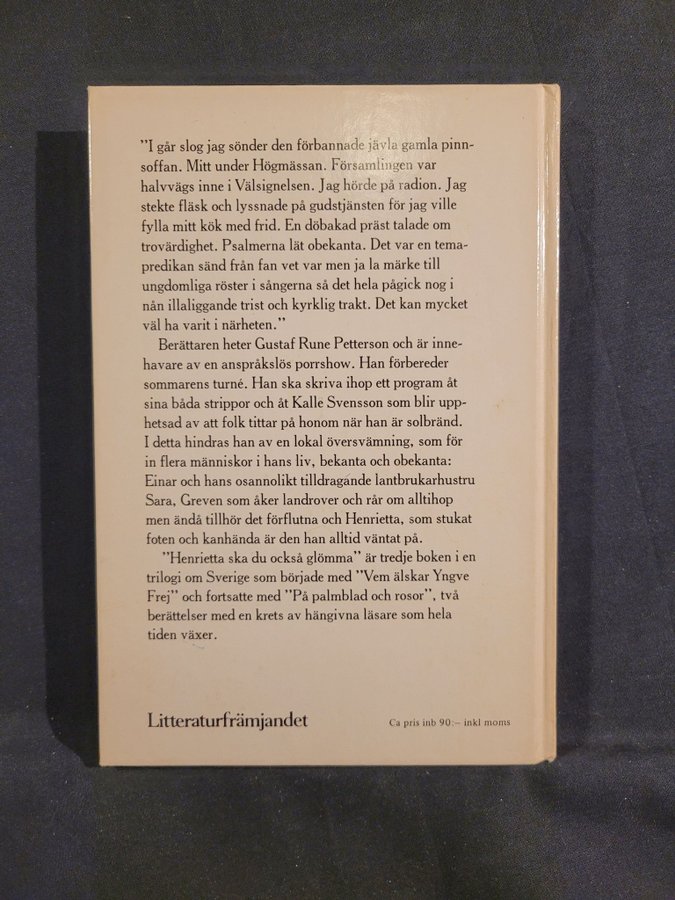 "I går slog jag sönder den förbannade jävla gamla pinn-
soffan. Mitt under Högmässan. Församlingen var
halvvägs inne i Välsignelsen. Jag hörde på radion. Jag
stekte fläsk och lyssnade på gudstjänsten för jag ville
fylla mitt kök med frid. En döbakad präst talade om
trovärdighet. Psalmerna lät obekanta. Det var en tema-
predikan sänd från fan vet var men ja la märke till
ungdomliga röster i sångerna så det hela pågick nog i
nån illaliggande trist och kyrklig trakt. Det kan mycket
väl ha varit i närheten."
Berättaren heter Gustaf Rune Petterson och är inne-
havare av en anspråkslös porrshow. Han förbereder
sommarens turné. Han ska skriva ihop ett program åt
sina båda strippor och åt Kalle Svensson som blir upp-
hetsad av att folk tittar på honom när han är solbränd.
I detta hindras han av en lokal översvämning, som för
in flera människor i hans liv, bekanta och obekanta:
Einar och hans osannolikt tilldragande lantbrukarhustru
Sara, Greven som åker landrover och rår om alltihop
men ändå tillhör det förflutna och Henrietta, som stukat
foten och kanhända är den han alltid väntat på.
"Henrietta ska du också glömma" är tredje boken i en
trilogi om Sverige som började med "Vem älskar Yngve
Frej" och fortsatte med "På palmblad och rosor", två
berättelser med en krets av hängivna läsare som hela
tiden växer.
Litteraturfrämjandet
Ca pris inb 90:– inkl moms